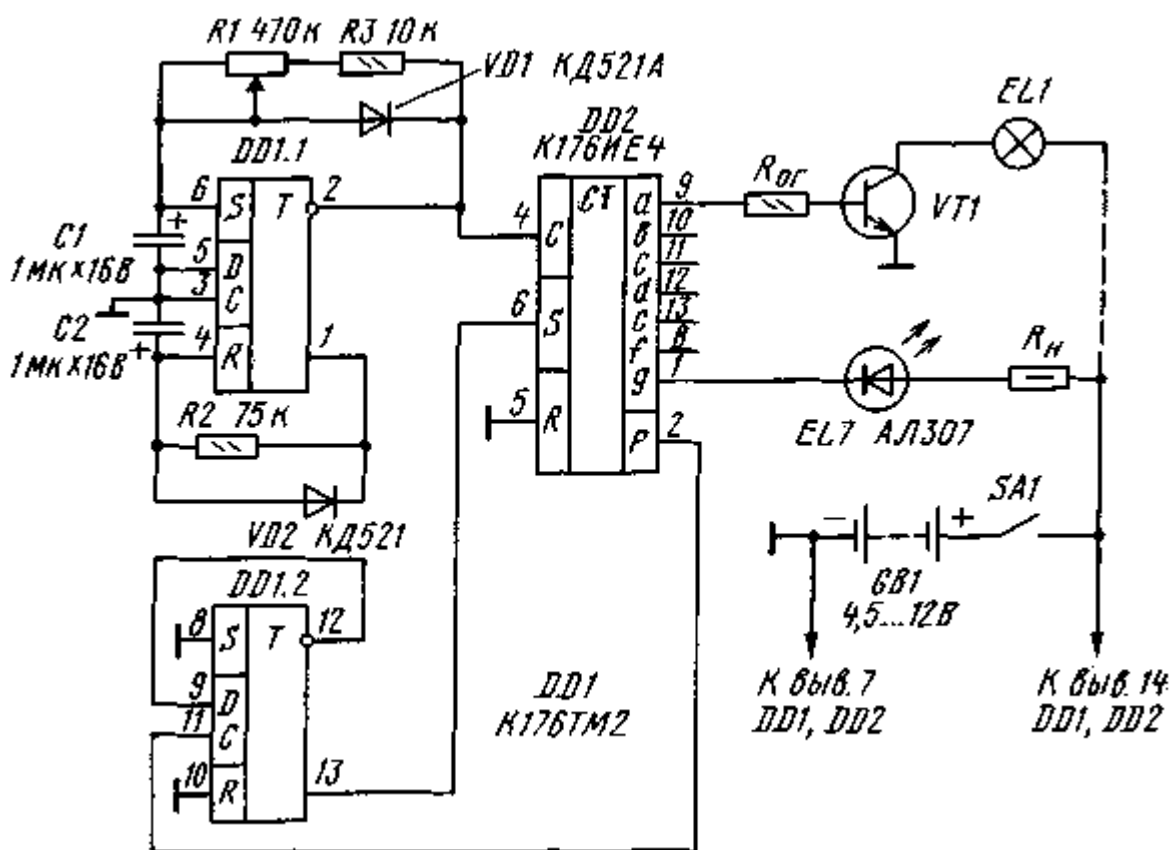 R1 470к R3 10к
VD1 КД521А
DD1.1
6 S T 2
C1
1мк×16В
+
5 D
3 C
C2
1мк×16В
+
4 R 1
R2 75к
VD2 КД521
DD1.2
8 S T 12
9 D
11 C
10 R 13
DD2
К176ИЕ4
4 C CT a 9
в 10
c 11
d 12
6 S c 13
f 8
g 1
5 R
P 2
Rог
VT1
EL1
EL7 АЛ307
Rн
SA1
− +
GB1
4,5...12В
К выв. 7
DD1, DD2
К выв. 14
DD1, DD2
DD1
К176ТМ2